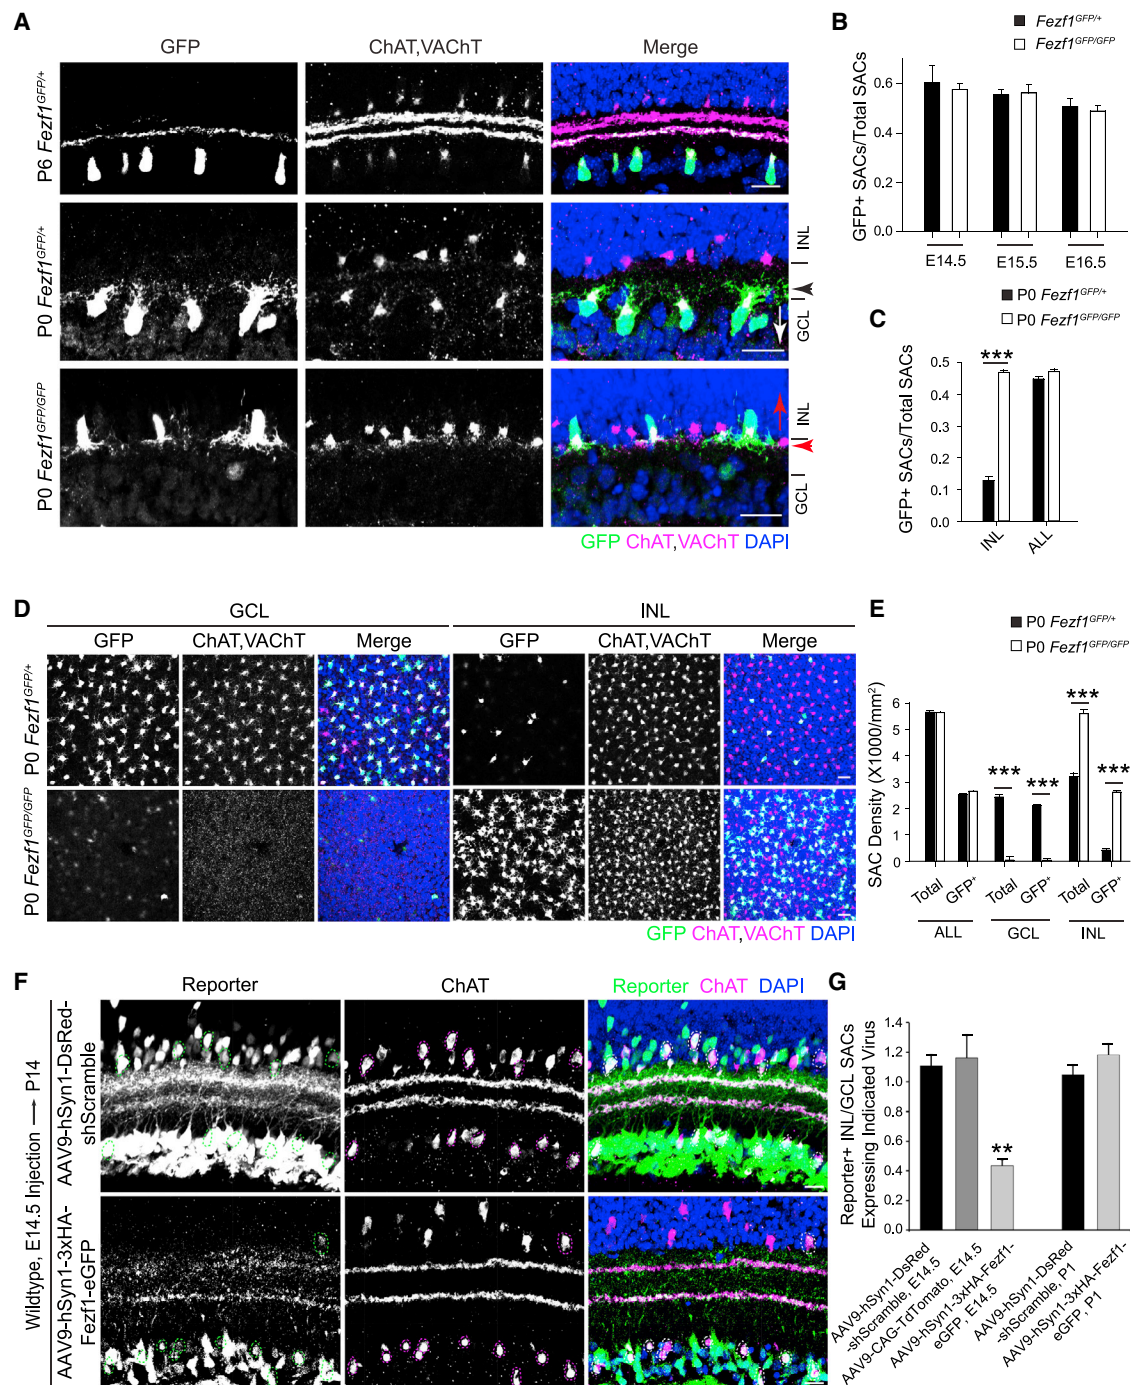 A
GFP
ChAT,VAChT
Merge
P6 Fezf1GFP/+
P0 Fezf1GFP/+
INL
GCL
P0 Fezf1GFP/GFP
INL
GCL
GFP ChAT,VAChT DAPI
B
Fezf1GFP/+
Fezf1GFP/GFP
GFP+ SACs/Total SACs
0.6
0.4
0.2
0.0
E14.5
E15.5
E16.5
C
P0 Fezf1GFP/+
P0 Fezf1GFP/GFP
GFP+ SACs/Total SACs
0.5
0.4
0.3
0.2
0.1
0.0
***
INL
ALL
D
GCL
INL
GFP
ChAT,VAChT
Merge
GFP
ChAT,VAChT
Merge
P0 Fezf1GFP/+
P0 Fezf1GFP/GFP
GFP ChAT,VAChT DAPI
E
P0 Fezf1GFP/+
P0 Fezf1GFP/GFP
SAC Density (X1000/mm²)
6
5
4
3
2
1
0
***
***
***
***
Total
GFP⁺
Total
GFP⁺
Total
GFP⁺
ALL
GCL
INL
F
Reporter
ChAT
Reporter ChAT DAPI
Wildtype, E14.5 Injection → P14
AAV9-hSyn1-DsRed-
shScramble
AAV9-hSyn1-3xHA-
Fezf1-eGFP
G
Reporter+ INL/GCL SACs
Expressing Indicated Virus
1.4
1.2
1.0
0.8
0.6
0.4
0.2
0.0
**
AAV9-hSyn1-DsRed
-shScramble, E14.5
AAV9-CAG-TdTomato, E14.5
AAV9-hSyn1-3xHA-Fezf1-
eGFP, E14.5
AAV9-hSyn1-DsRed
-shScramble, P1
AAV9-hSyn1-3xHA-Fezf1-
eGFP, P1